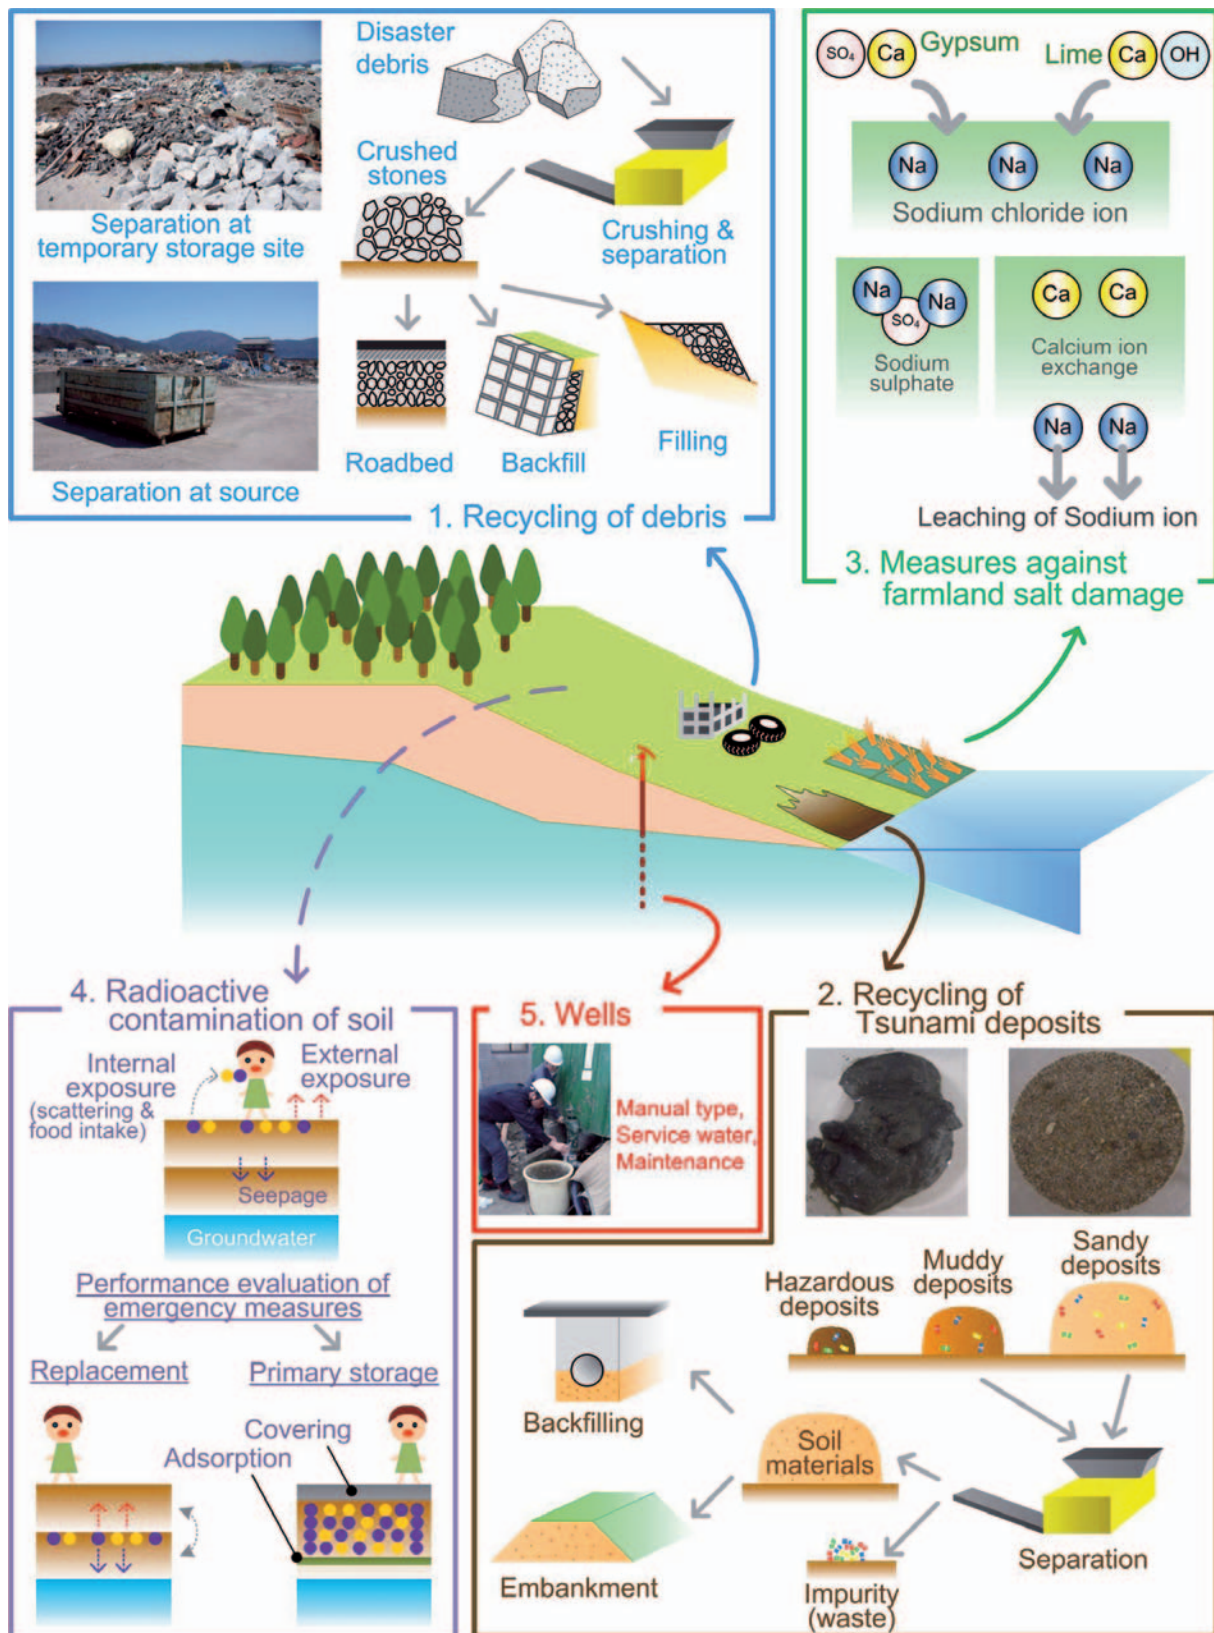 Disaster
debris
Crushed
stones
Separation at
temporary storage site
Crushing &
separation
Separation at source
Roadbed
Backfill
Filling
1. Recycling of debris
SO₄
Ca
Gypsum
Lime
Ca
OH
Na
Na
Na
Sodium chloride ion
Na
Na
SO₄
Sodium
sulphate
Ca
Ca
Calcium ion
exchange
Na
Na
Leaching of Sodium ion
3. Measures against
farmland salt damage
4. Radioactive
contamination of soil
Internal
exposure
(scattering &
food intake)
External
exposure
Seepage
Groundwater
Performance evaluation of
emergency measures
Replacement
Primary storage
Covering
Adsorption
5. Wells
Manual type,
Service water,
Maintenance
2. Recycling of
Tsunami deposits
Hazardous
deposits
Muddy
deposits
Sandy
deposits
Backfilling
Soil
materials
Embankment
Impurity
(waste)
Separation